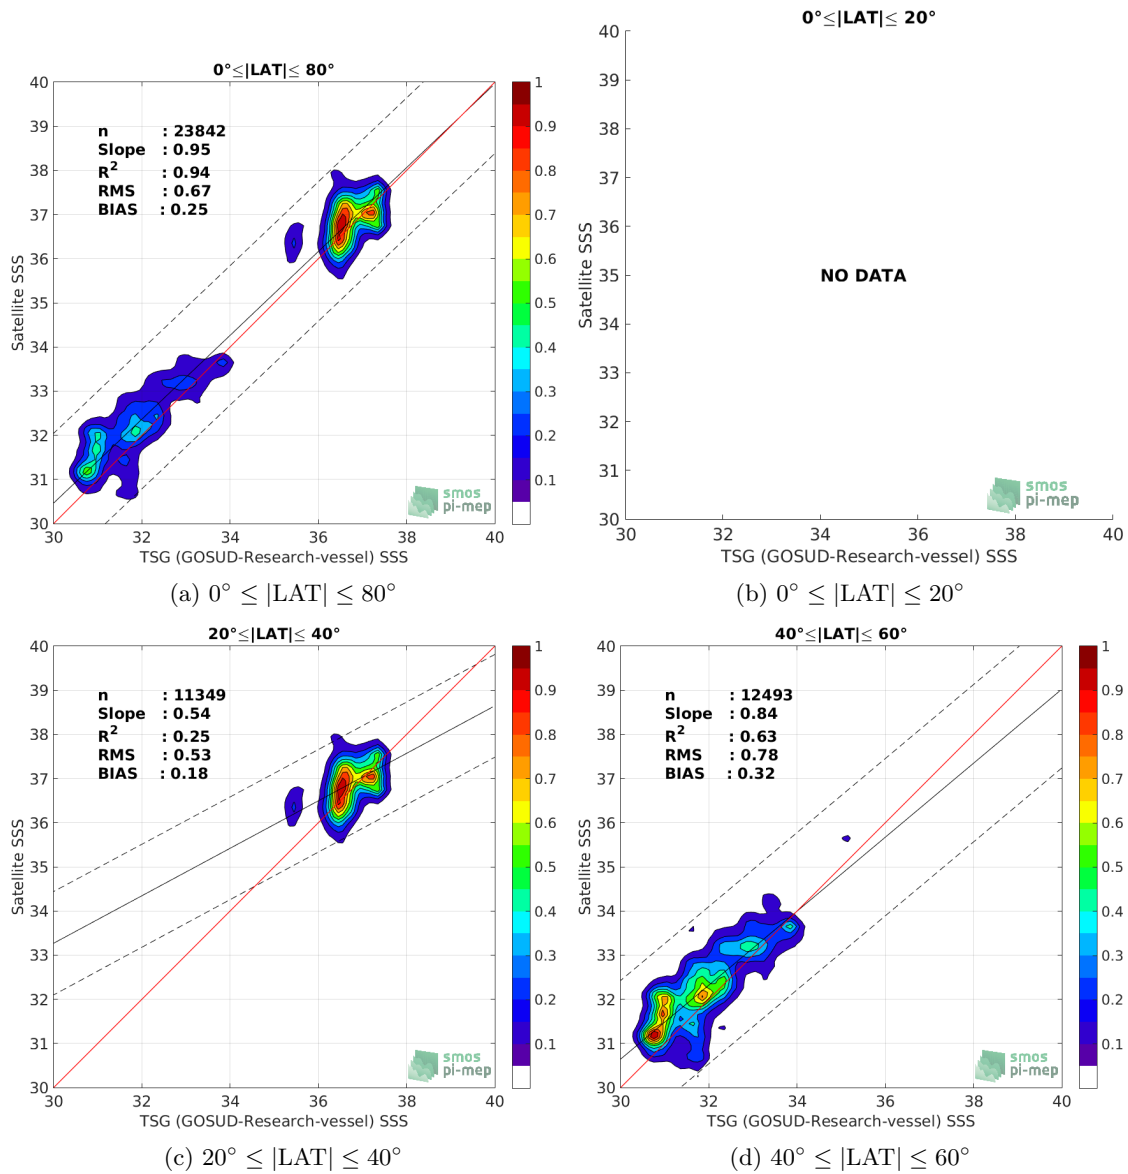 0°≤|LAT|≤ 80°
n : 23842
Slope : 0.95
R2 : 0.94
RMS : 0.67
BIAS : 0.25
40
39
38
37
36
35
34
33
32
31
30
Satellite SSS
30 32 34 36 38 40
TSG (GOSUD-Research-vessel) SSS
1
0.9
0.8
0.7
0.6
0.5
0.4
0.3
0.2
0.1
smos
pi-mep
(a) 0° ≤ |LAT| ≤ 80°
0°≤|LAT|≤ 20°
40
39
38
37
36
35
34
33
32
31
30
Satellite SSS
NO DATA
smos
pi-mep
30 32 34 36 38 40
TSG (GOSUD-Research-vessel) SSS
(b) 0° ≤ |LAT| ≤ 20°
20°≤|LAT|≤ 40°
n : 11349
Slope : 0.54
R2 : 0.25
RMS : 0.53
BIAS : 0.18
40
39
38
37
36
35
34
33
32
31
30
Satellite SSS
30 32 34 36 38 40
TSG (GOSUD-Research-vessel) SSS
1
0.9
0.8
0.7
0.6
0.5
0.4
0.3
0.2
0.1
smos
pi-mep
(c) 20° ≤ |LAT| ≤ 40°
40°≤|LAT|≤ 60°
n : 12493
Slope : 0.84
R2 : 0.63
RMS : 0.78
BIAS : 0.32
40
39
38
37
36
35
34
33
32
31
30
Satellite SSS
30 32 34 36 38 40
TSG (GOSUD-Research-vessel) SSS
1
0.9
0.8
0.7
0.6
0.5
0.4
0.3
0.2
0.1
smos
pi-mep
(d) 40° ≤ |LAT| ≤ 60°